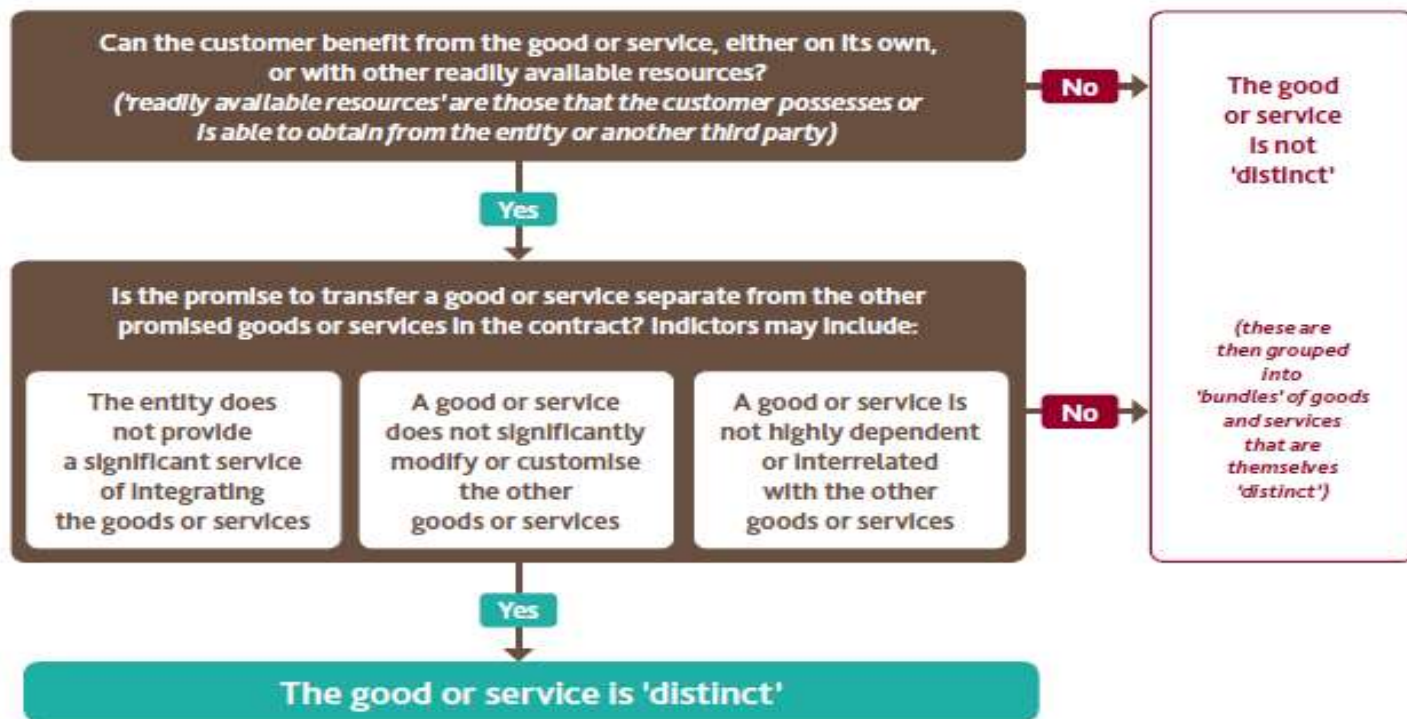 Can the customer benefit from the good or service, either on its own,
or with other readily available resources?
('readily available resources' are those that the customer possesses or
is able to obtain from the entity or another third party)
No
The good
or service
is not
'distinct'
Yes
Is the promise to transfer a good or service separate from the other
promised goods or services in the contract? Indictors may include:
The entity does
not provide
a significant service
of integrating
the goods or services
A good or service
does not significantly
modify or customise
the other
goods or services
A good or service is
not highly dependent
or interrelated
with the other
goods or services
No
(these are
then grouped
into
'bundles' of goods
and services
that are
themselves
'distinct')
Yes
The good or service is 'distinct'